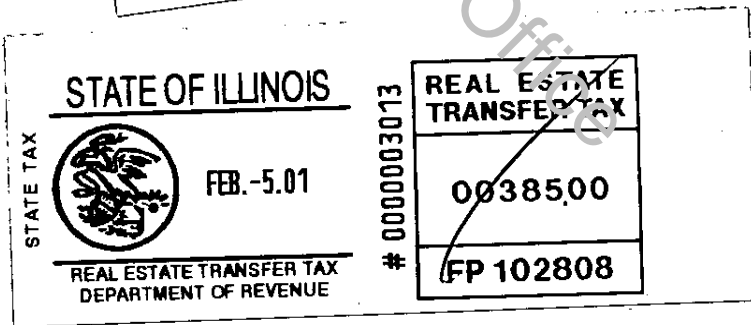 Office
STATE TAX
STATE OF ILLINOIS
FEB.-5.01
REAL ESTATE TRANSFER TAX
DEPARTMENT OF REVENUE
# 0000003013
REAL ESTATE
TRANSFER TAX
00385,00
FP 102808